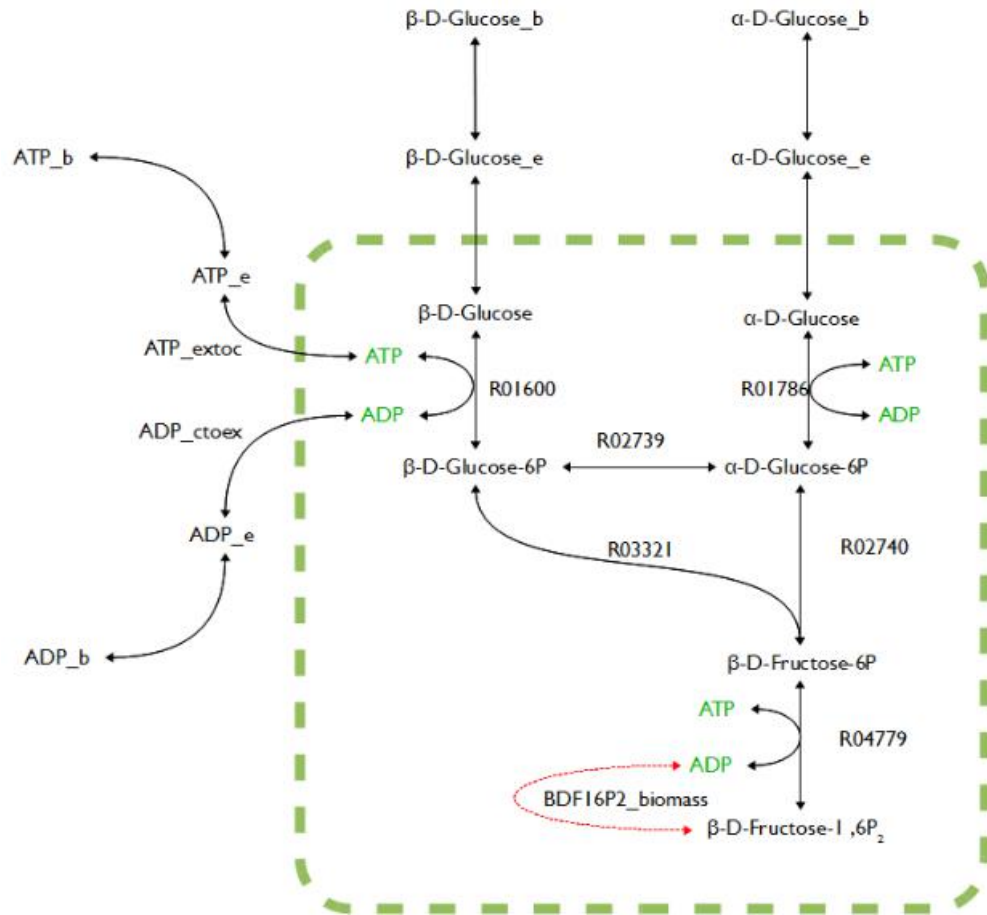 β-D-Glucose_b
α-D-Glucose_b
ATP_b
β-D-Glucose_e
α-D-Glucose_e
ATP_e
β-D-Glucose
α-D-Glucose
ATP_extoc
ATP
R01600
R01786
ATP
ADP
ADP
ADP_ctoex
R02739
β-D-Glucose-6P
α-D-Glucose-6P
ADP_e
R03321
R02740
ADP_b
β-D-Fructose-6P
ATP
R04779
ADP
BDF16P2_biomass
β-D-Fructose-1,6P₂